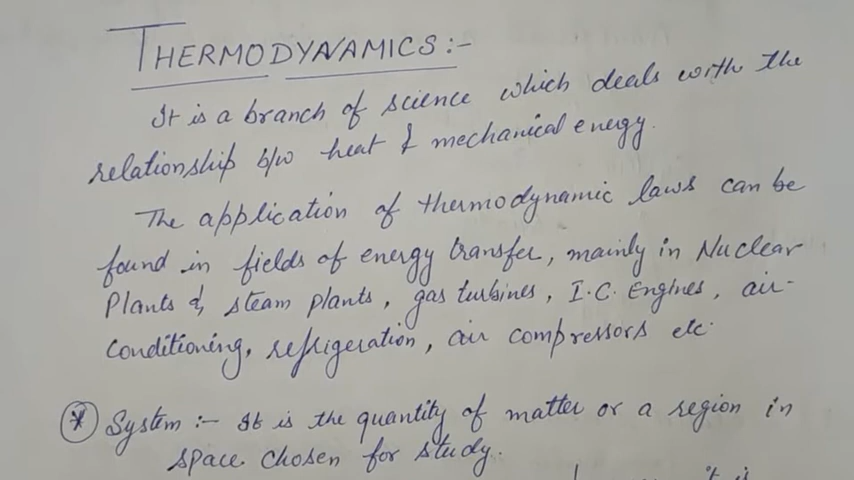 THERMODYNAMICS :-
It is a branch of science which deals with the
relationship b/w heat & mechanical energy.
The application of thermodynamic laws can be
found in fields of energy transfer, mainly in Nuclear
Plants & steam plants, gas turbines, I.C. Engines, air-
conditioning, refrigeration, air compressors etc.
* System :- It is the quantity of matter or a region in
space chosen for study.
it is